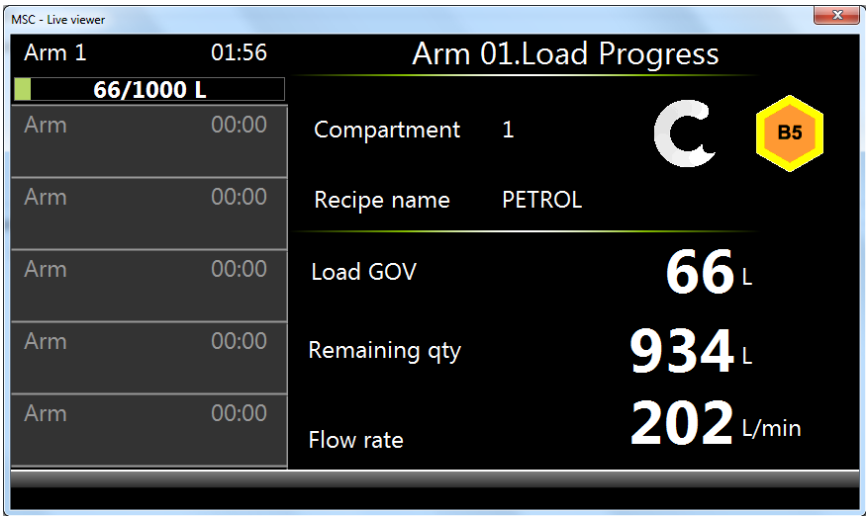 MSC - Live viewer
Arm 1 01:56
66/1000 L
Arm 00:00
Arm 00:00
Arm 00:00
Arm 00:00
Arm 00:00
Arm 01.Load Progress
Compartment 1
B5
Recipe name PETROL
Load GOV 66 L
Remaining qty 934 L
Flow rate 202 L/min